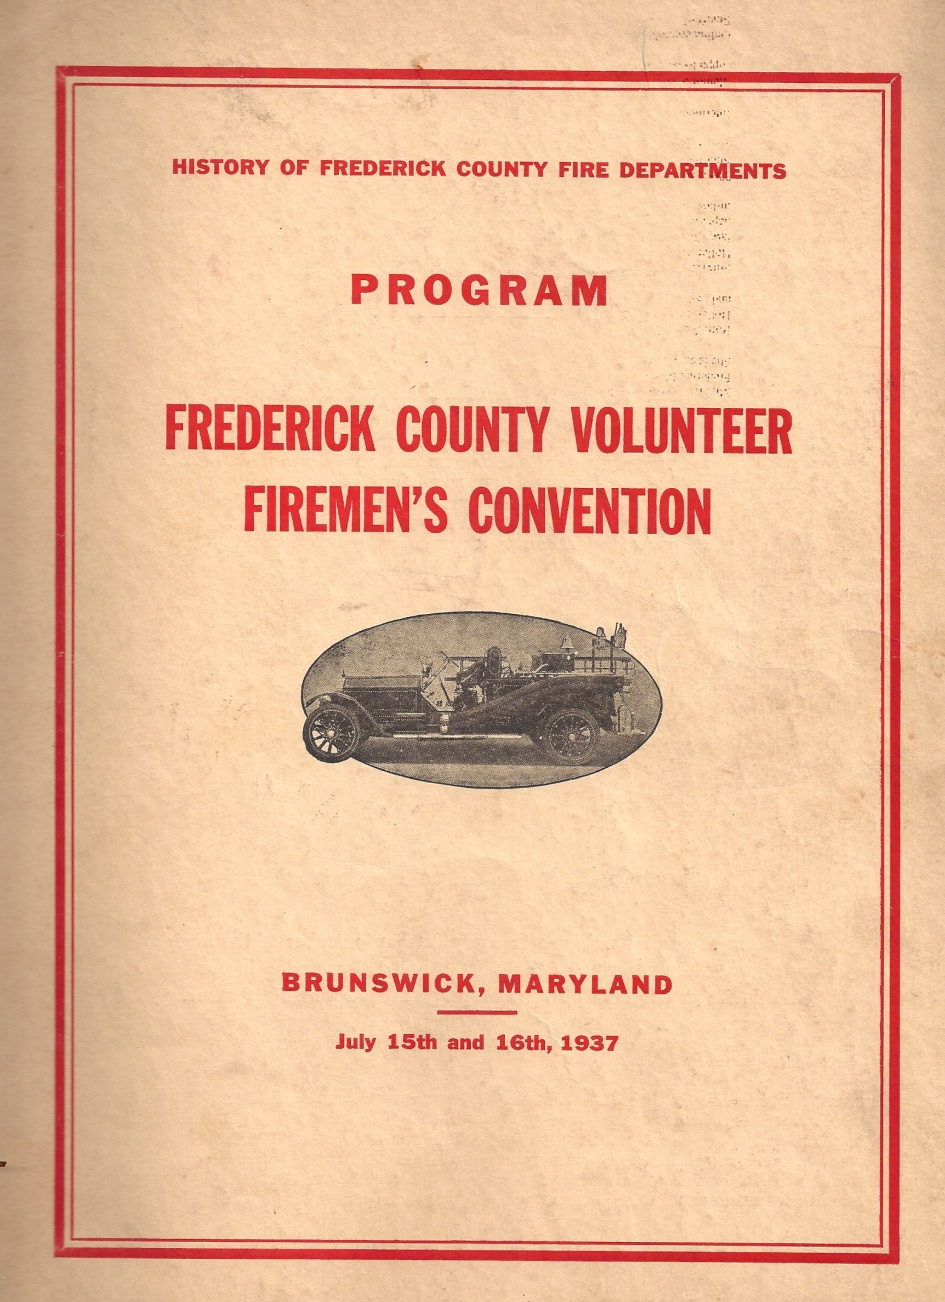 HISTORY OF FREDERICK COUNTY FIRE DEPARTMENTS
PROGRAM
FREDERICK COUNTY VOLUNTEER
FIREMEN'S CONVENTION
BRUNSWICK, MARYLAND
July 15th and 16th, 1937